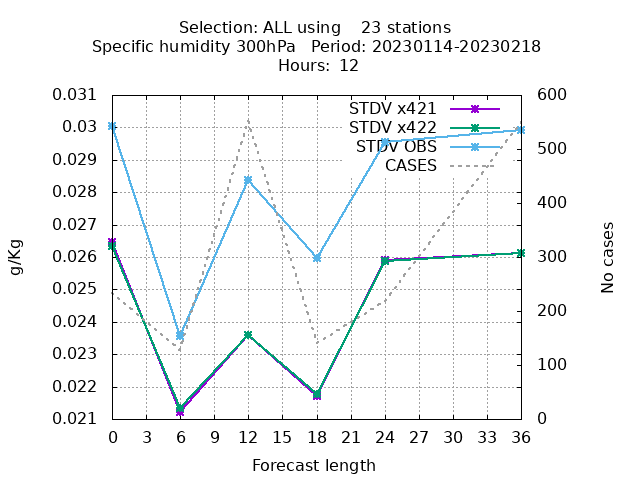 Selection: ALL using    23 stations
Specific humidity 300hPa   Period: 20230114-20230218
Hours:  12
STDV x421
STDV x422
STDV OBS
CASES
g/Kg
0.031
0.03
0.029
0.028
0.027
0.026
0.025
0.024
0.023
0.022
0.021
600
500
400
300
200
100
0
No cases
0 3 6 9 12 15 18 21 24 27 30 33 36
Forecast length